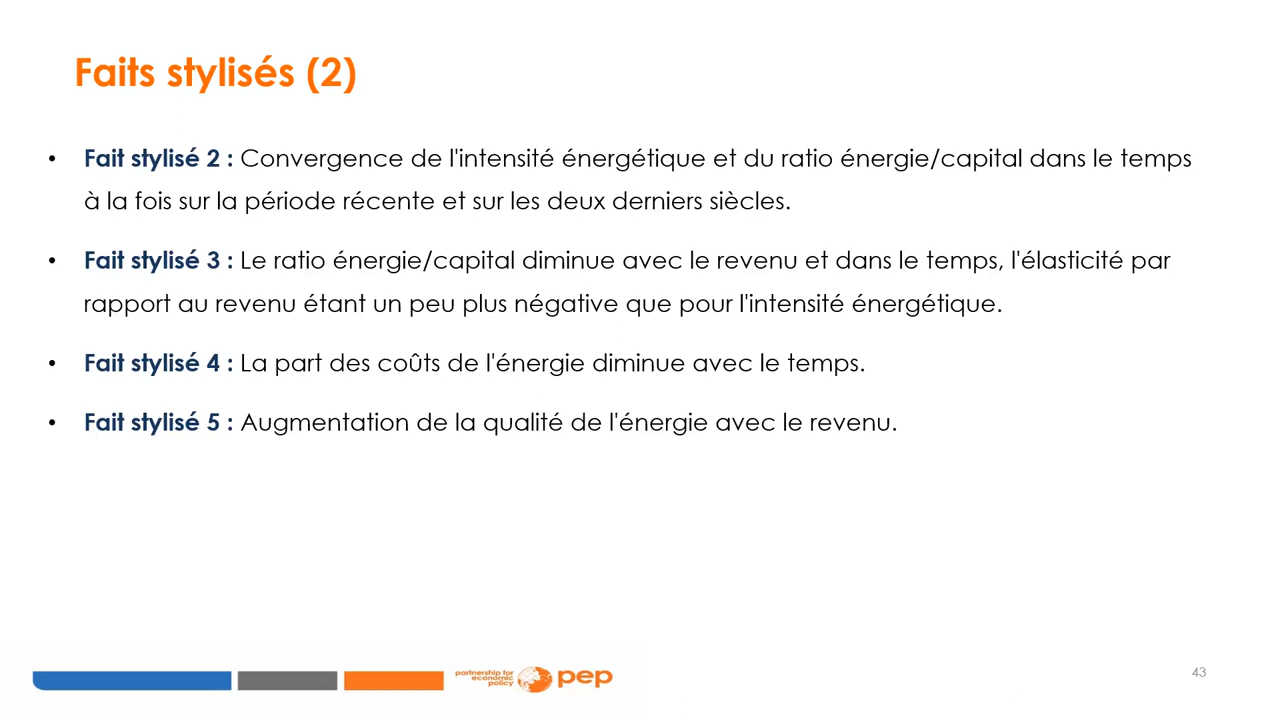 Faits stylisés (2)
• Fait stylisé 2 : Convergence de l'intensité énergétique et du ratio énergie/capital dans le temps
à la fois sur la période récente et sur les deux derniers siècles.
• Fait stylisé 3 : Le ratio énergie/capital diminue avec le revenu et dans le temps, l'élasticité par
rapport au revenu étant un peu plus négative que pour l'intensité énergétique.
• Fait stylisé 4 : La part des coûts de l'énergie diminue avec le temps.
• Fait stylisé 5 : Augmentation de la qualité de l'énergie avec le revenu.
partnership for
economic
policy
pep
43